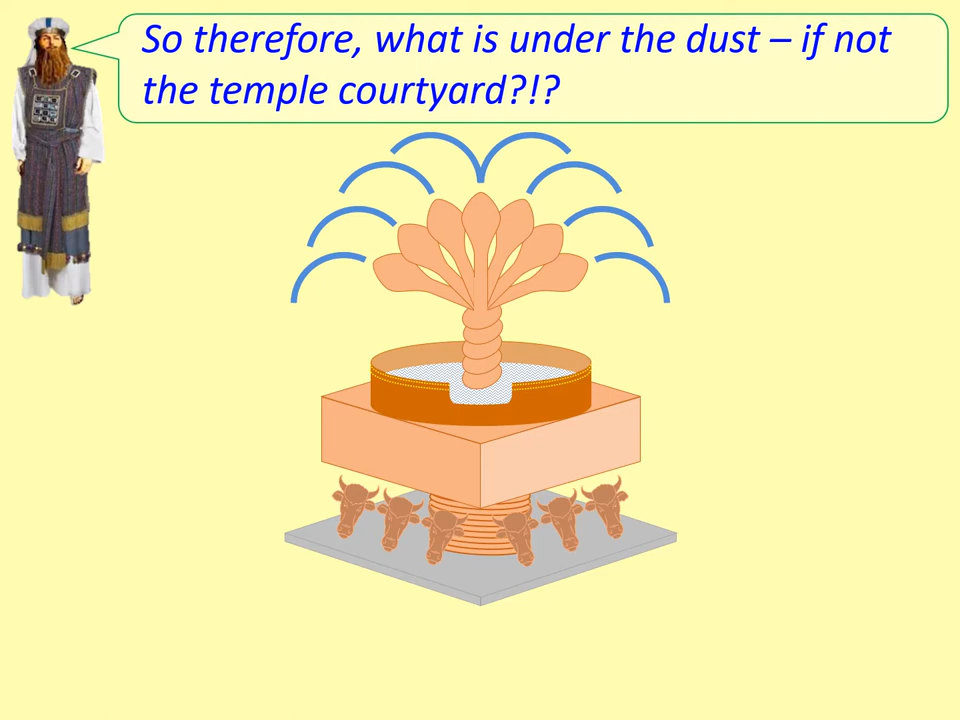 So therefore, what is under the dust – if not
the temple courtyard?!?